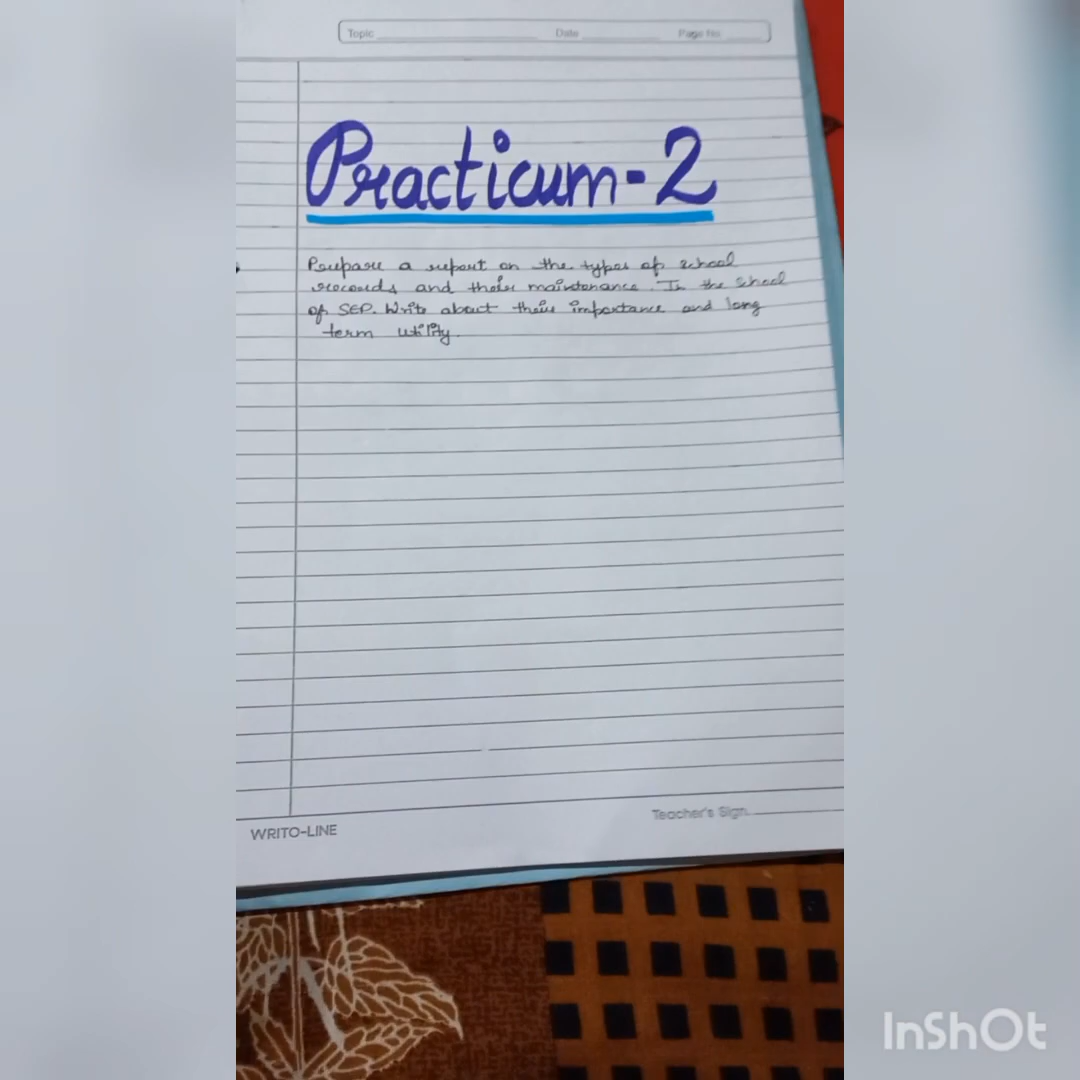 Topic Date Page No.
Practicum-2
Prepare a report on the types of school
records and their maintenance. In the school
of SEP. Write about their importance and long
term utility.
Teacher's Sign.
WRITO-LINE
InShOt